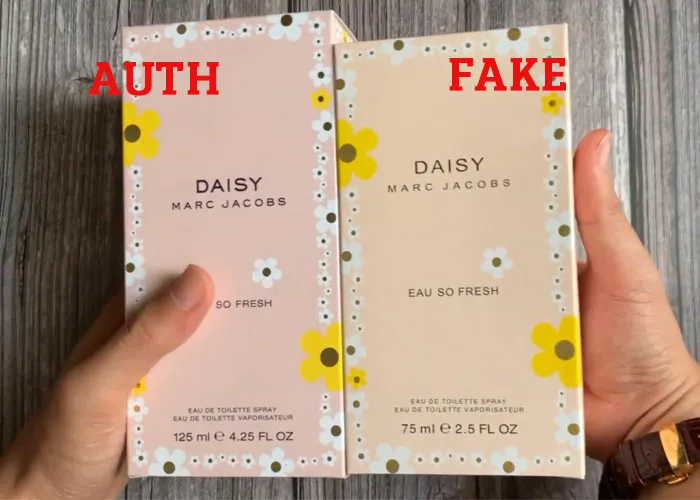 AUTH
DAISY
MARC JACOBS
SO FRESH
EAU DE TOILETTE SPRAY
EAU DE TOILETTE VAPORISATEUR
125 ml ℮ 4.25 FL OZ
FAKE
DAISY
MARC JACOBS
EAU SO FRESH
EAU DE TOILETTE SPRAY
EAU DE TOILETTE VAPORISATEUR
75 ml ℮ 2.5 FL OZ